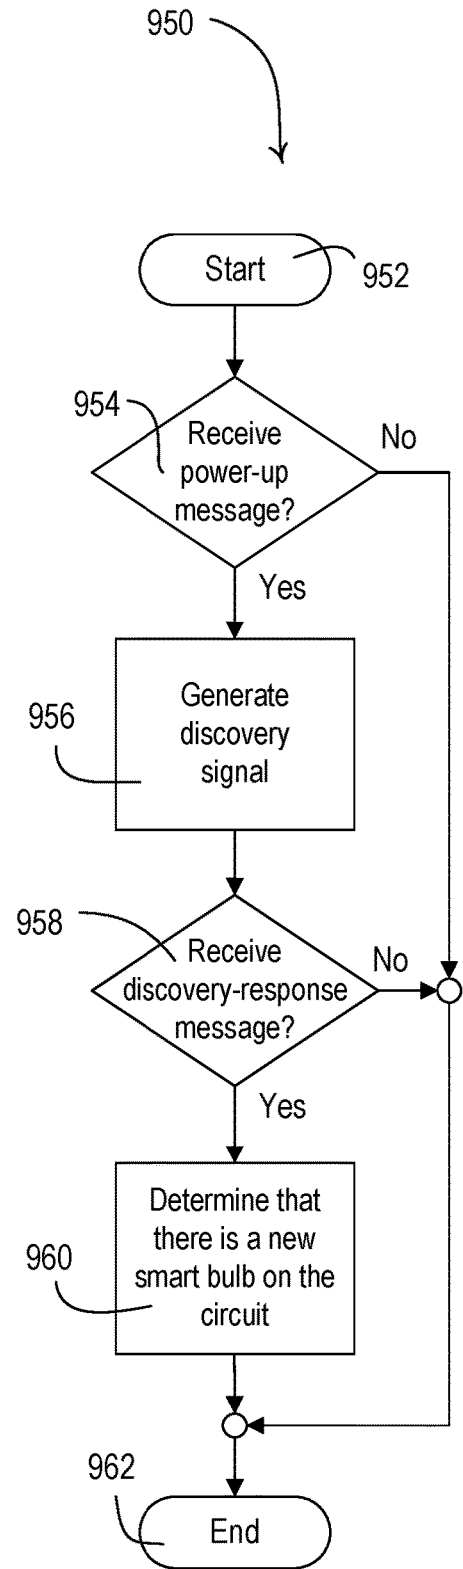 950
Start
952
954
Receive
power-up
message?
No
Yes
956
Generate
discovery
signal
958
Receive
discovery-response
message?
No
Yes
960
Determine that
there is a new
smart bulb on the
circuit
962
End